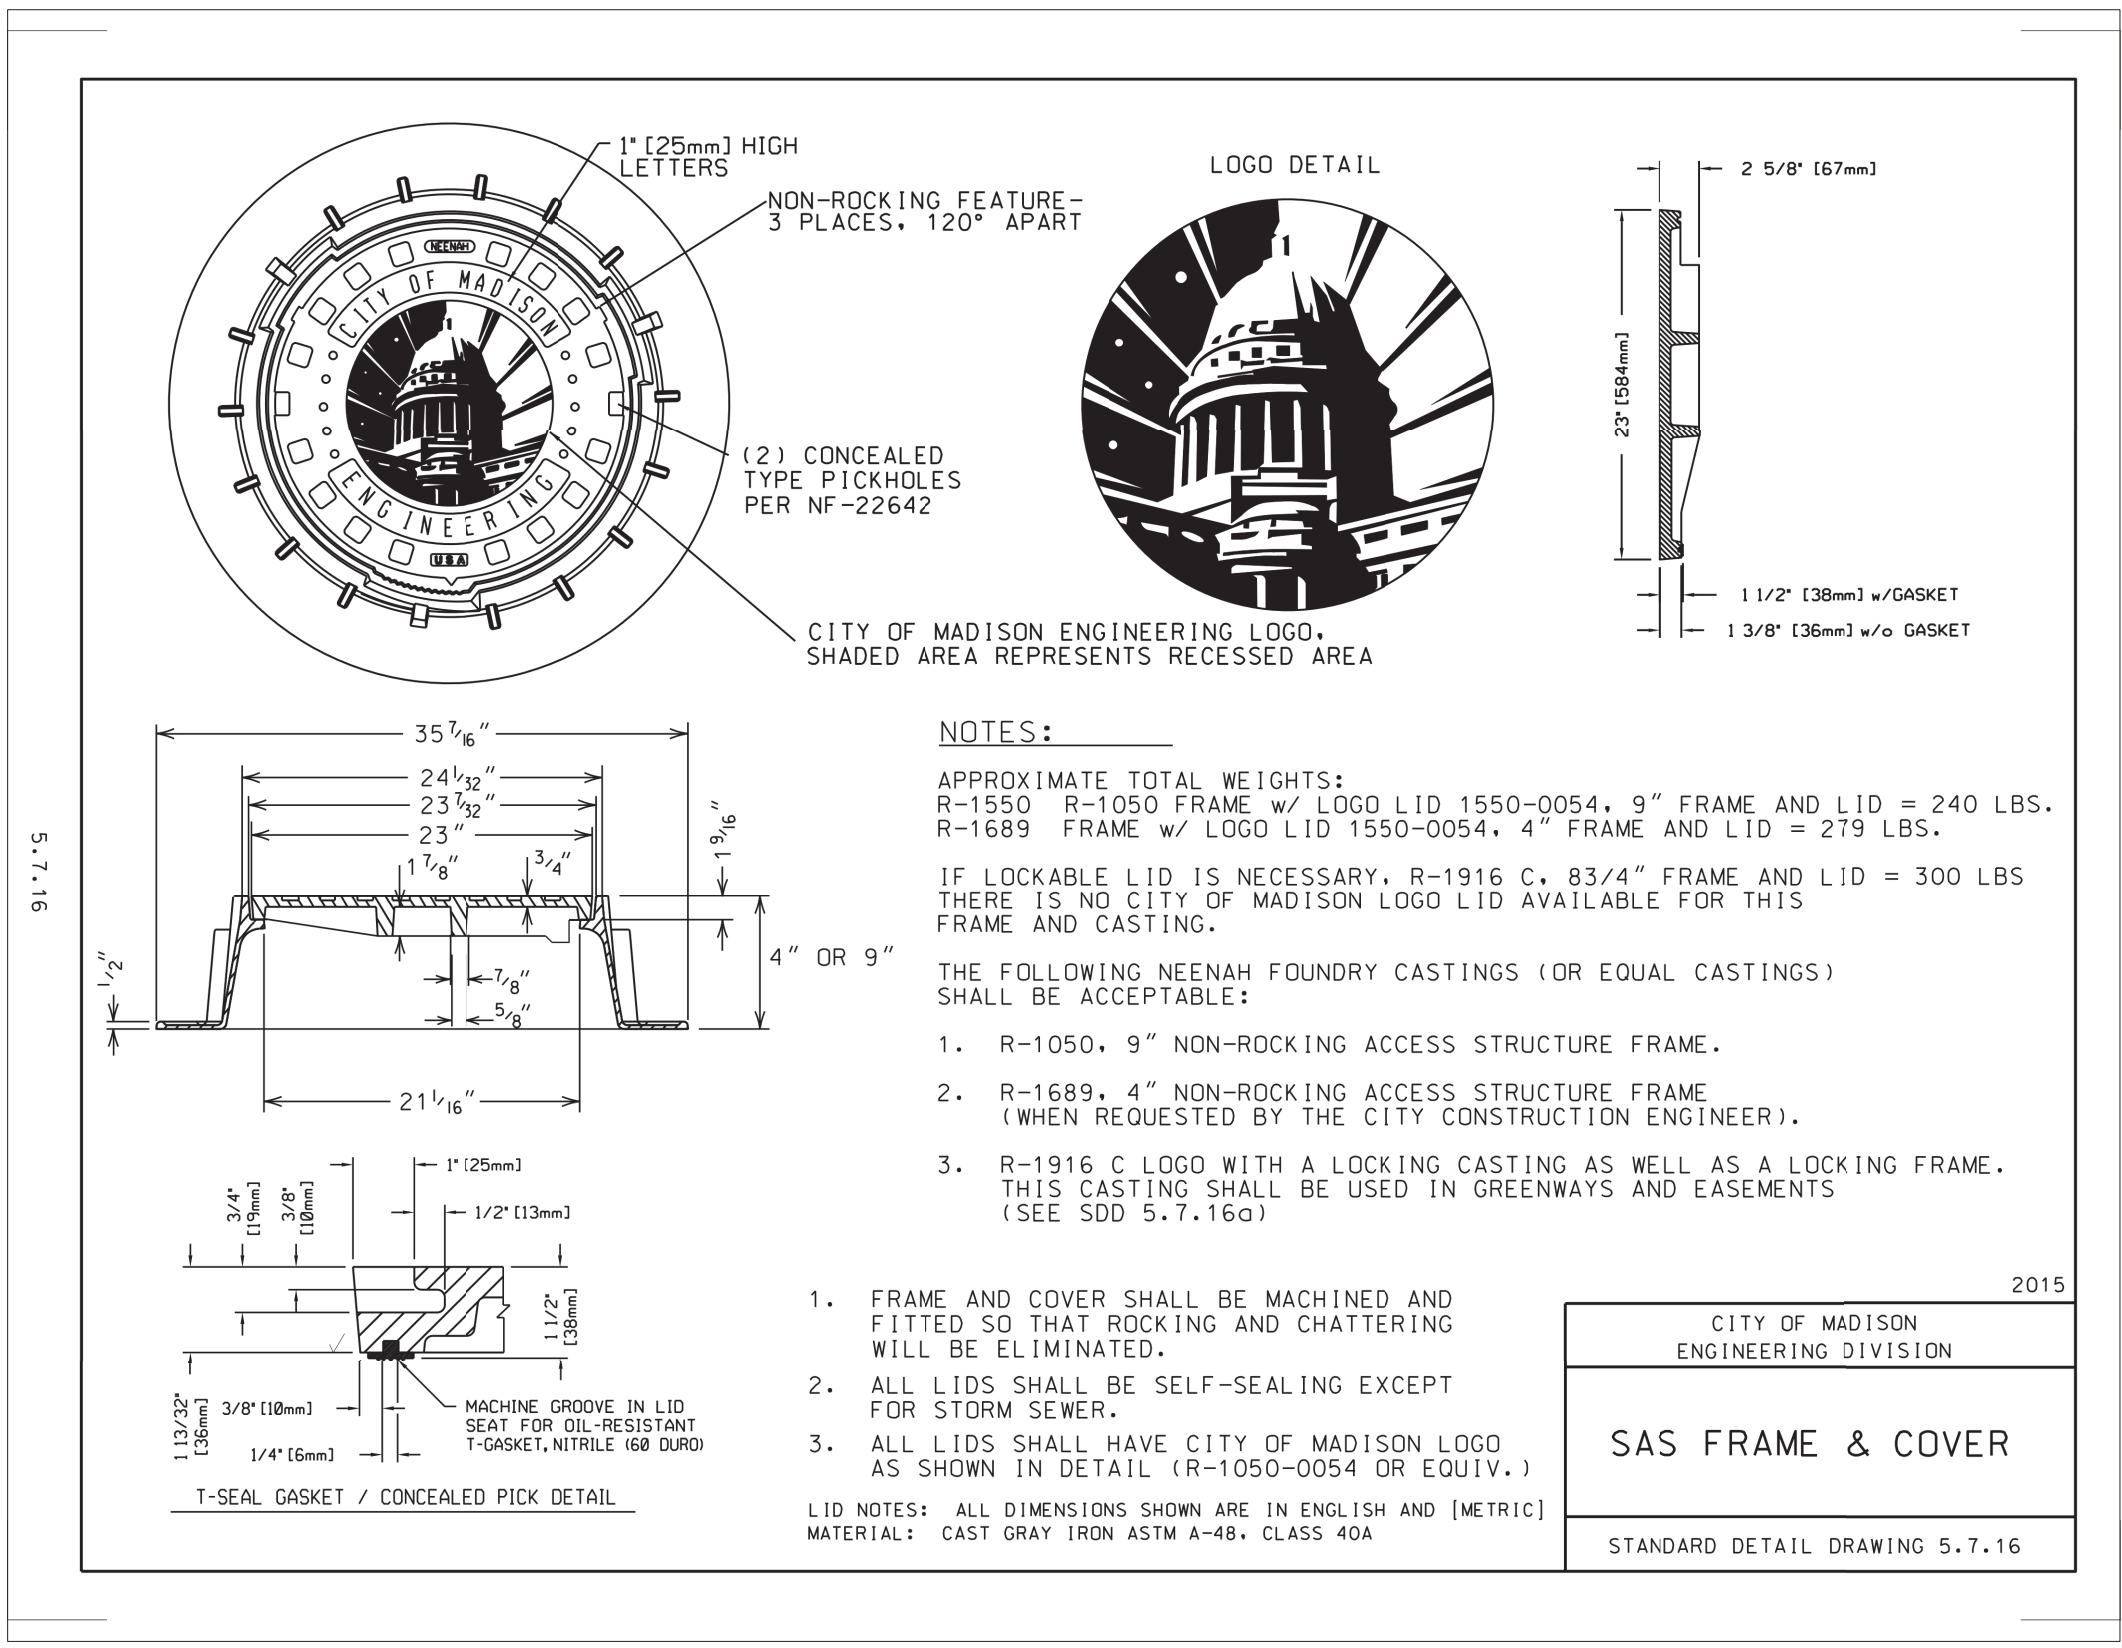 1" [25mm] HIGH
LETTERS
NON-ROCKING FEATURE-
3 PLACES, 120° APART
NEENAH
CITY OF MADISON
ENGINEERING
USA
(2) CONCEALED
TYPE PICKHOLES
PER NF-22642
CITY OF MADISON ENGINEERING LOGO,
SHADED AREA REPRESENTS RECESSED AREA
LOGO DETAIL
2 5/8" [67mm]
23" [584mm]
1 1/2" [38mm] w/GASKET
1 3/8" [36mm] w/o GASKET
35 7/16"
24 1/32"
23 7/32"
23"
1 7/8"
3/4"
1 9/16"
1/2"
4" OR 9"
7/8"
5/8"
21 1/16"
5.7.16
NOTES:
APPROXIMATE TOTAL WEIGHTS:
R-1550 R-1050 FRAME w/ LOGO LID 1550-0054, 9" FRAME AND LID = 240 LBS.
R-1689 FRAME w/ LOGO LID 1550-0054, 4" FRAME AND LID = 279 LBS.
IF LOCKABLE LID IS NECESSARY, R-1916 C, 83/4" FRAME AND LID = 300 LBS
THERE IS NO CITY OF MADISON LOGO LID AVAILABLE FOR THIS
FRAME AND CASTING.
THE FOLLOWING NEENAH FOUNDRY CASTINGS (OR EQUAL CASTINGS)
SHALL BE ACCEPTABLE:
1. R-1050, 9" NON-ROCKING ACCESS STRUCTURE FRAME.
2. R-1689, 4" NON-ROCKING ACCESS STRUCTURE FRAME
(WHEN REQUESTED BY THE CITY CONSTRUCTION ENGINEER).
3. R-1916 C LOGO WITH A LOCKING CASTING AS WELL AS A LOCKING FRAME.
THIS CASTING SHALL BE USED IN GREENWAYS AND EASEMENTS
(SEE SDD 5.7.16a)
1" [25mm]
1/2" [13mm]
3/4" [19mm]
3/8" [10mm]
1 1/2" [38mm]
1 13/32" [36mm]
3/8" [10mm]
1/4" [6mm]
MACHINE GROOVE IN LID
SEAT FOR OIL-RESISTANT
T-GASKET, NITRILE (60 DURO)
T-SEAL GASKET / CONCEALED PICK DETAIL
1. FRAME AND COVER SHALL BE MACHINED AND
FITTED SO THAT ROCKING AND CHATTERING
WILL BE ELIMINATED.
2. ALL LIDS SHALL BE SELF-SEALING EXCEPT
FOR STORM SEWER.
3. ALL LIDS SHALL HAVE CITY OF MADISON LOGO
AS SHOWN IN DETAIL (R-1050-0054 OR EQUIV.)
LID NOTES: ALL DIMENSIONS SHOWN ARE IN ENGLISH AND [METRIC]
MATERIAL: CAST GRAY IRON ASTM A-48, CLASS 40A
2015
CITY OF MADISON
ENGINEERING DIVISION
SAS FRAME & COVER
STANDARD DETAIL DRAWING 5.7.16